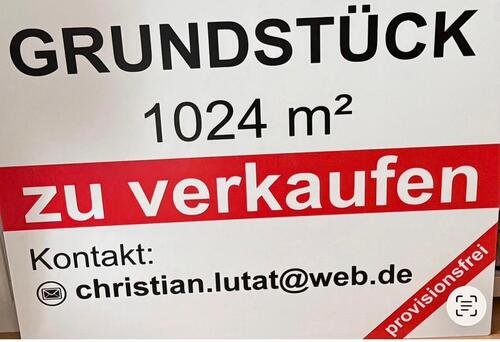 GRUNDSTÜCK
1024 m²
zu verkaufen
Kontakt:
christian.lutat@web.de
provisionsfrei